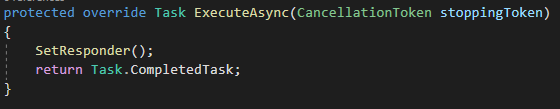 protected override Task ExecuteAsync(CancellationToken stoppingToken)
{
SetResponder();
return Task.CompletedTask;
}